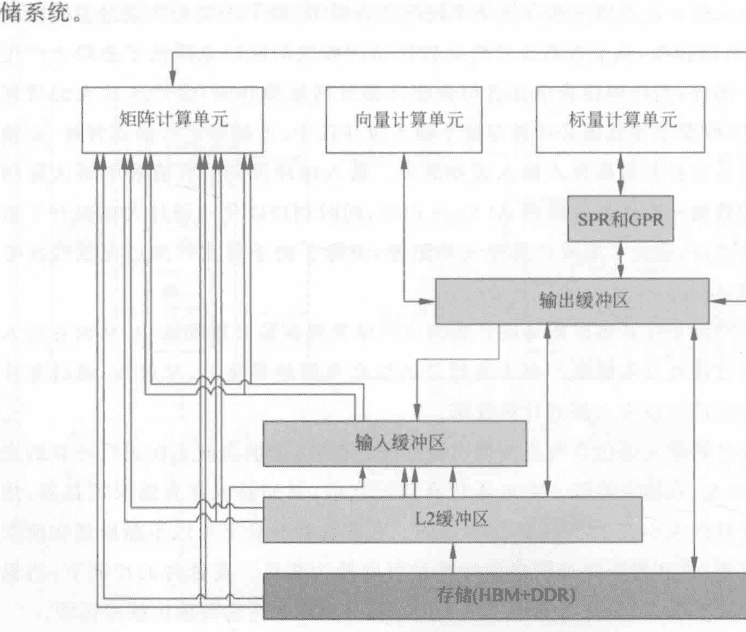 储系统。
矩阵计算单元
向量计算单元
标量计算单元
SPR和GPR
输出缓冲区
输入缓冲区
L2缓冲区
存储(HBM+DDR)